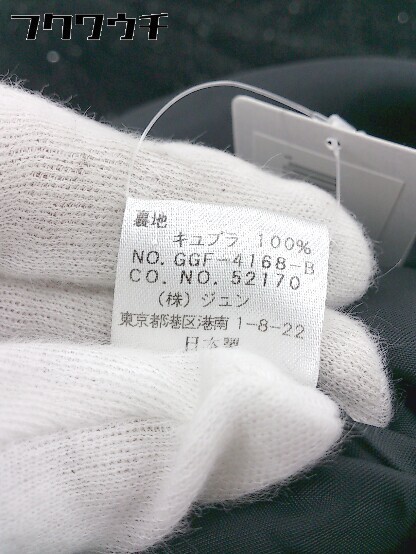 フクワウチ
裏地
キュプラ 100%
NO. GGF-4168-B
CO. NO. 52170
(株) ジュン
東京都港区港南 1-8-22
日本製